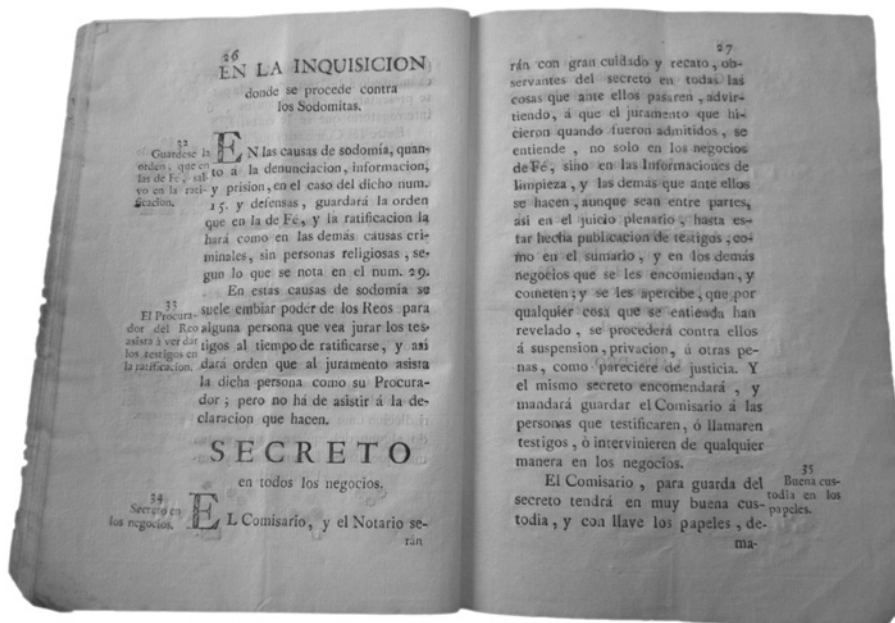 26
EN LA INQUISICION
donde se procede contra
los Sodomitas.
32
Guardese la
orden, que en
las de Fé, sal-
vo en la rati-
ficacion.
EN las causas de sodomía, quan-
to á la denunciacion, informacion,
y prision, en el caso del dicho num.
15. y defensas, guardará la orden
que en la de Fé, y la ratificacion la
hará como en las demás causas cri-
minales, sin personas religiosas, se-
gun lo que se nota en el num. 29.
En estas causas de sodomía se
suele embiar poder de los Reos para
alguna persona que vea jurar los tes-
tigos al tiempo de ratificarse, y asi
dará orden que al juramento asista
la dicha persona como su Procura-
dor; pero no há de asistir á la de-
claracion que hacen.
33
El Procura-
dor del Reo
asista à ver dar
los testigos en
la ratificacion.
SECRETO
en todos los negocios.
34
Secreto en
los negocios.
EL Comisario, y el Notario se-
rán
27
rán con gran cuidado y recato, ob-
servantes del secreto en todas las
cosas que ante ellos pasaren, advir-
tiendo, á que el juramento que hi-
cieron quando fueron admitidos, se
entiende, no solo en los negocios
de Fé, sino en las Informaciones de
limpieza, y las demás que ante ellos
se hacen, aunque sean entre partes,
asi en el juicio plenario, hasta es-
tar hecha publicacion de testigos, co-
mo en el sumario, y en los demás
negocios que se les encomiendan, y
cometen; y se les apercibe, que por
qualquier cosa que se entienda han
revelado, se procederá contra ellos
á suspension, privacion, ú otras pe-
nas, como pareciere de justicia. Y
el mismo secreto encomendará, y
mandará guardar el Comisario á las
personas que testificaren, ó llamaren
testigos, ò intervinieren de qualquier
manera en los negocios.
El Comisario, para guarda del
secreto tendrá en muy buena cus-
todia, y con llave los papeles, de-
ma-
35
Buena cus-
todia en los
papeles.